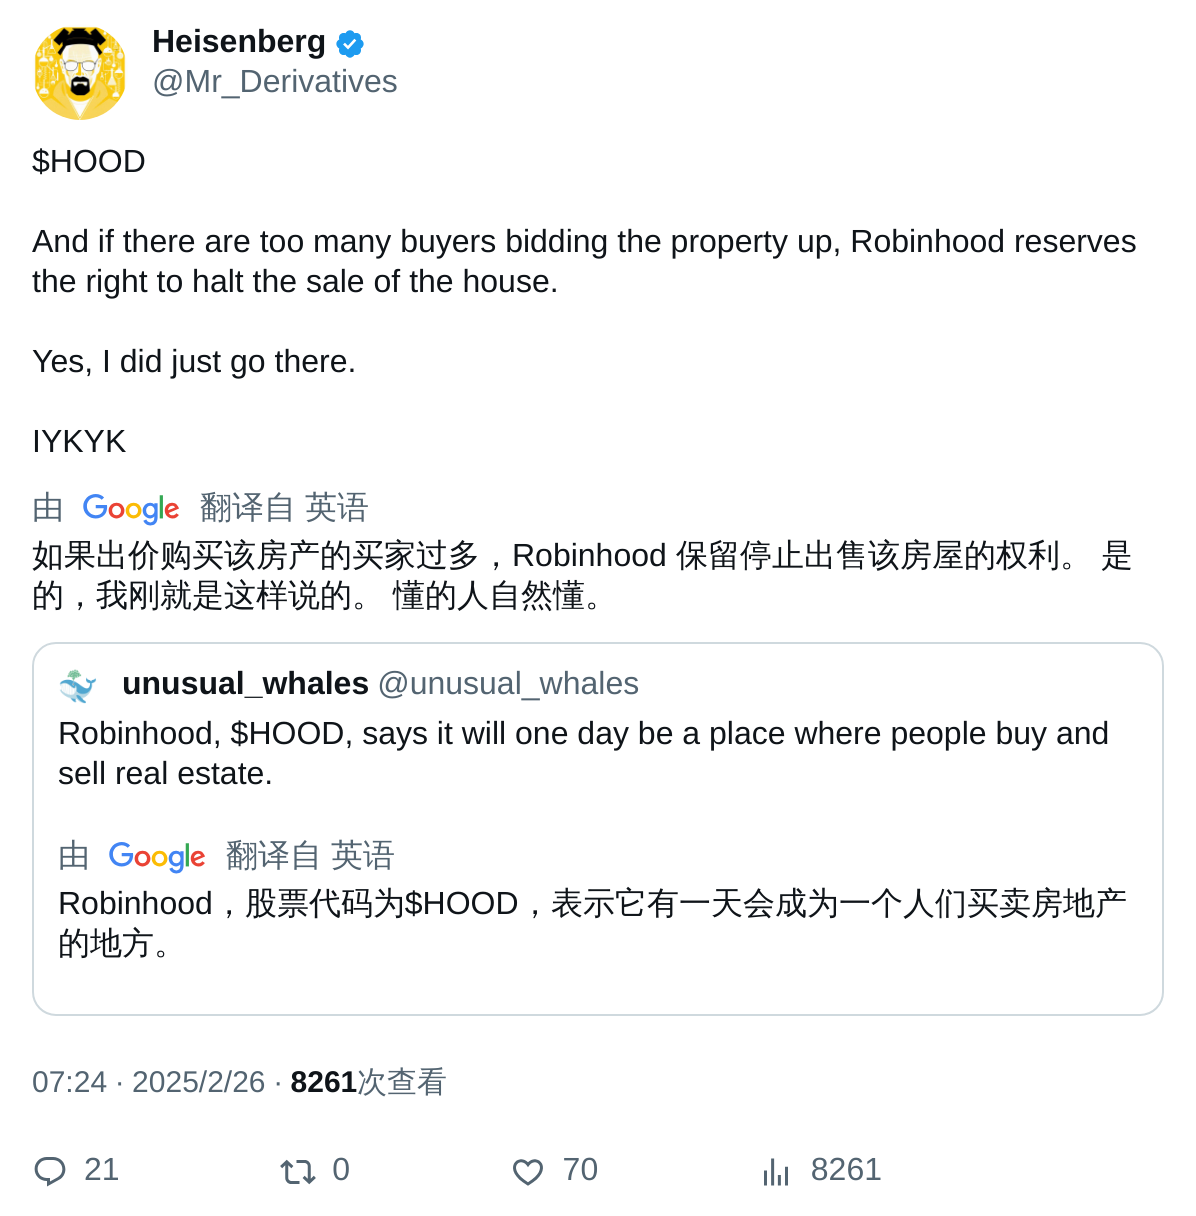 Heisenberg
@Mr_Derivatives
$HOOD
And if there are too many buyers bidding the property up, Robinhood reserves
the right to halt the sale of the house.
Yes, I did just go there.
IYKYK
由 Google 翻译自 英语
如果出价购买该房产的买家过多，Robinhood 保留停止出售该房屋的权利。 是
的，我刚就是这样说的。 懂的人自然懂。
unusual_whales @unusual_whales
Robinhood, $HOOD, says it will one day be a place where people buy and
sell real estate.
由 Google 翻译自 英语
Robinhood，股票代码为$HOOD，表示它有一天会成为一个人们买卖房地产
的地方。
07:24 · 2025/2/26 · 8261次查看
21 0 70 8261